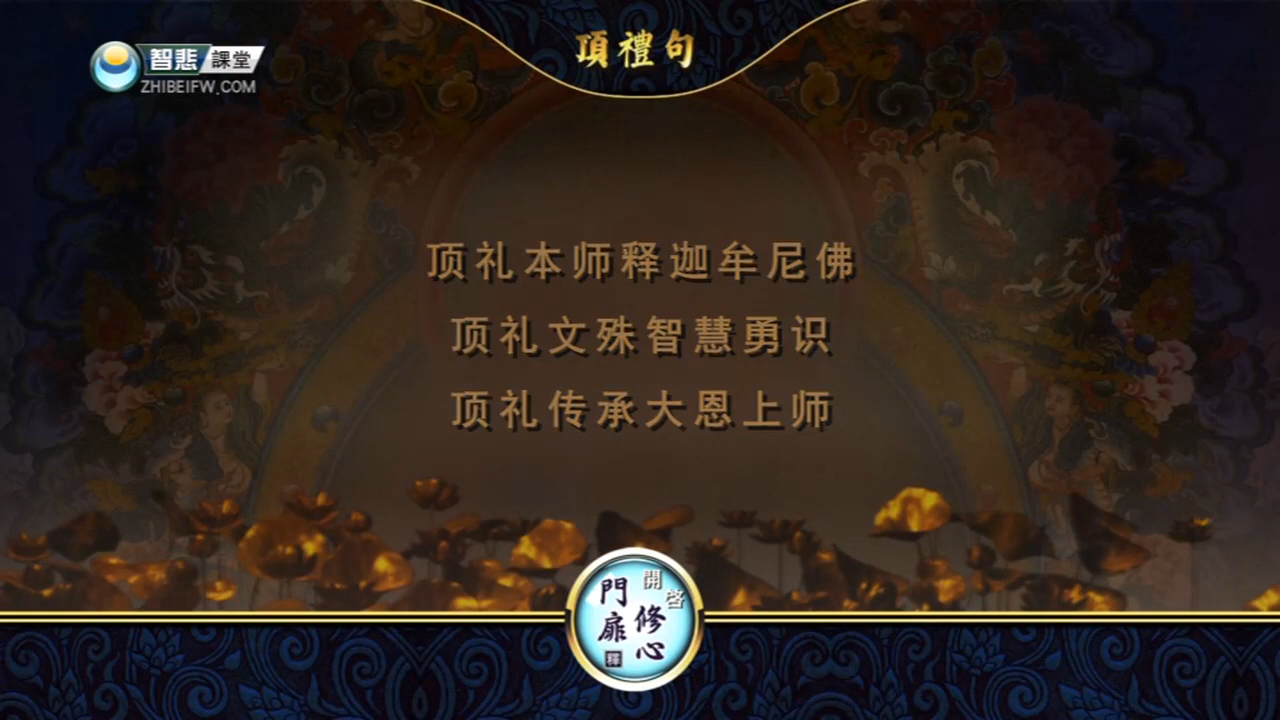 頂禮句
智悲 課堂
ZHIBEIFW.COM
顶礼本师释迦牟尼佛
顶礼文殊智慧勇识
顶礼传承大恩上师
開啓
修心
門扉
釋